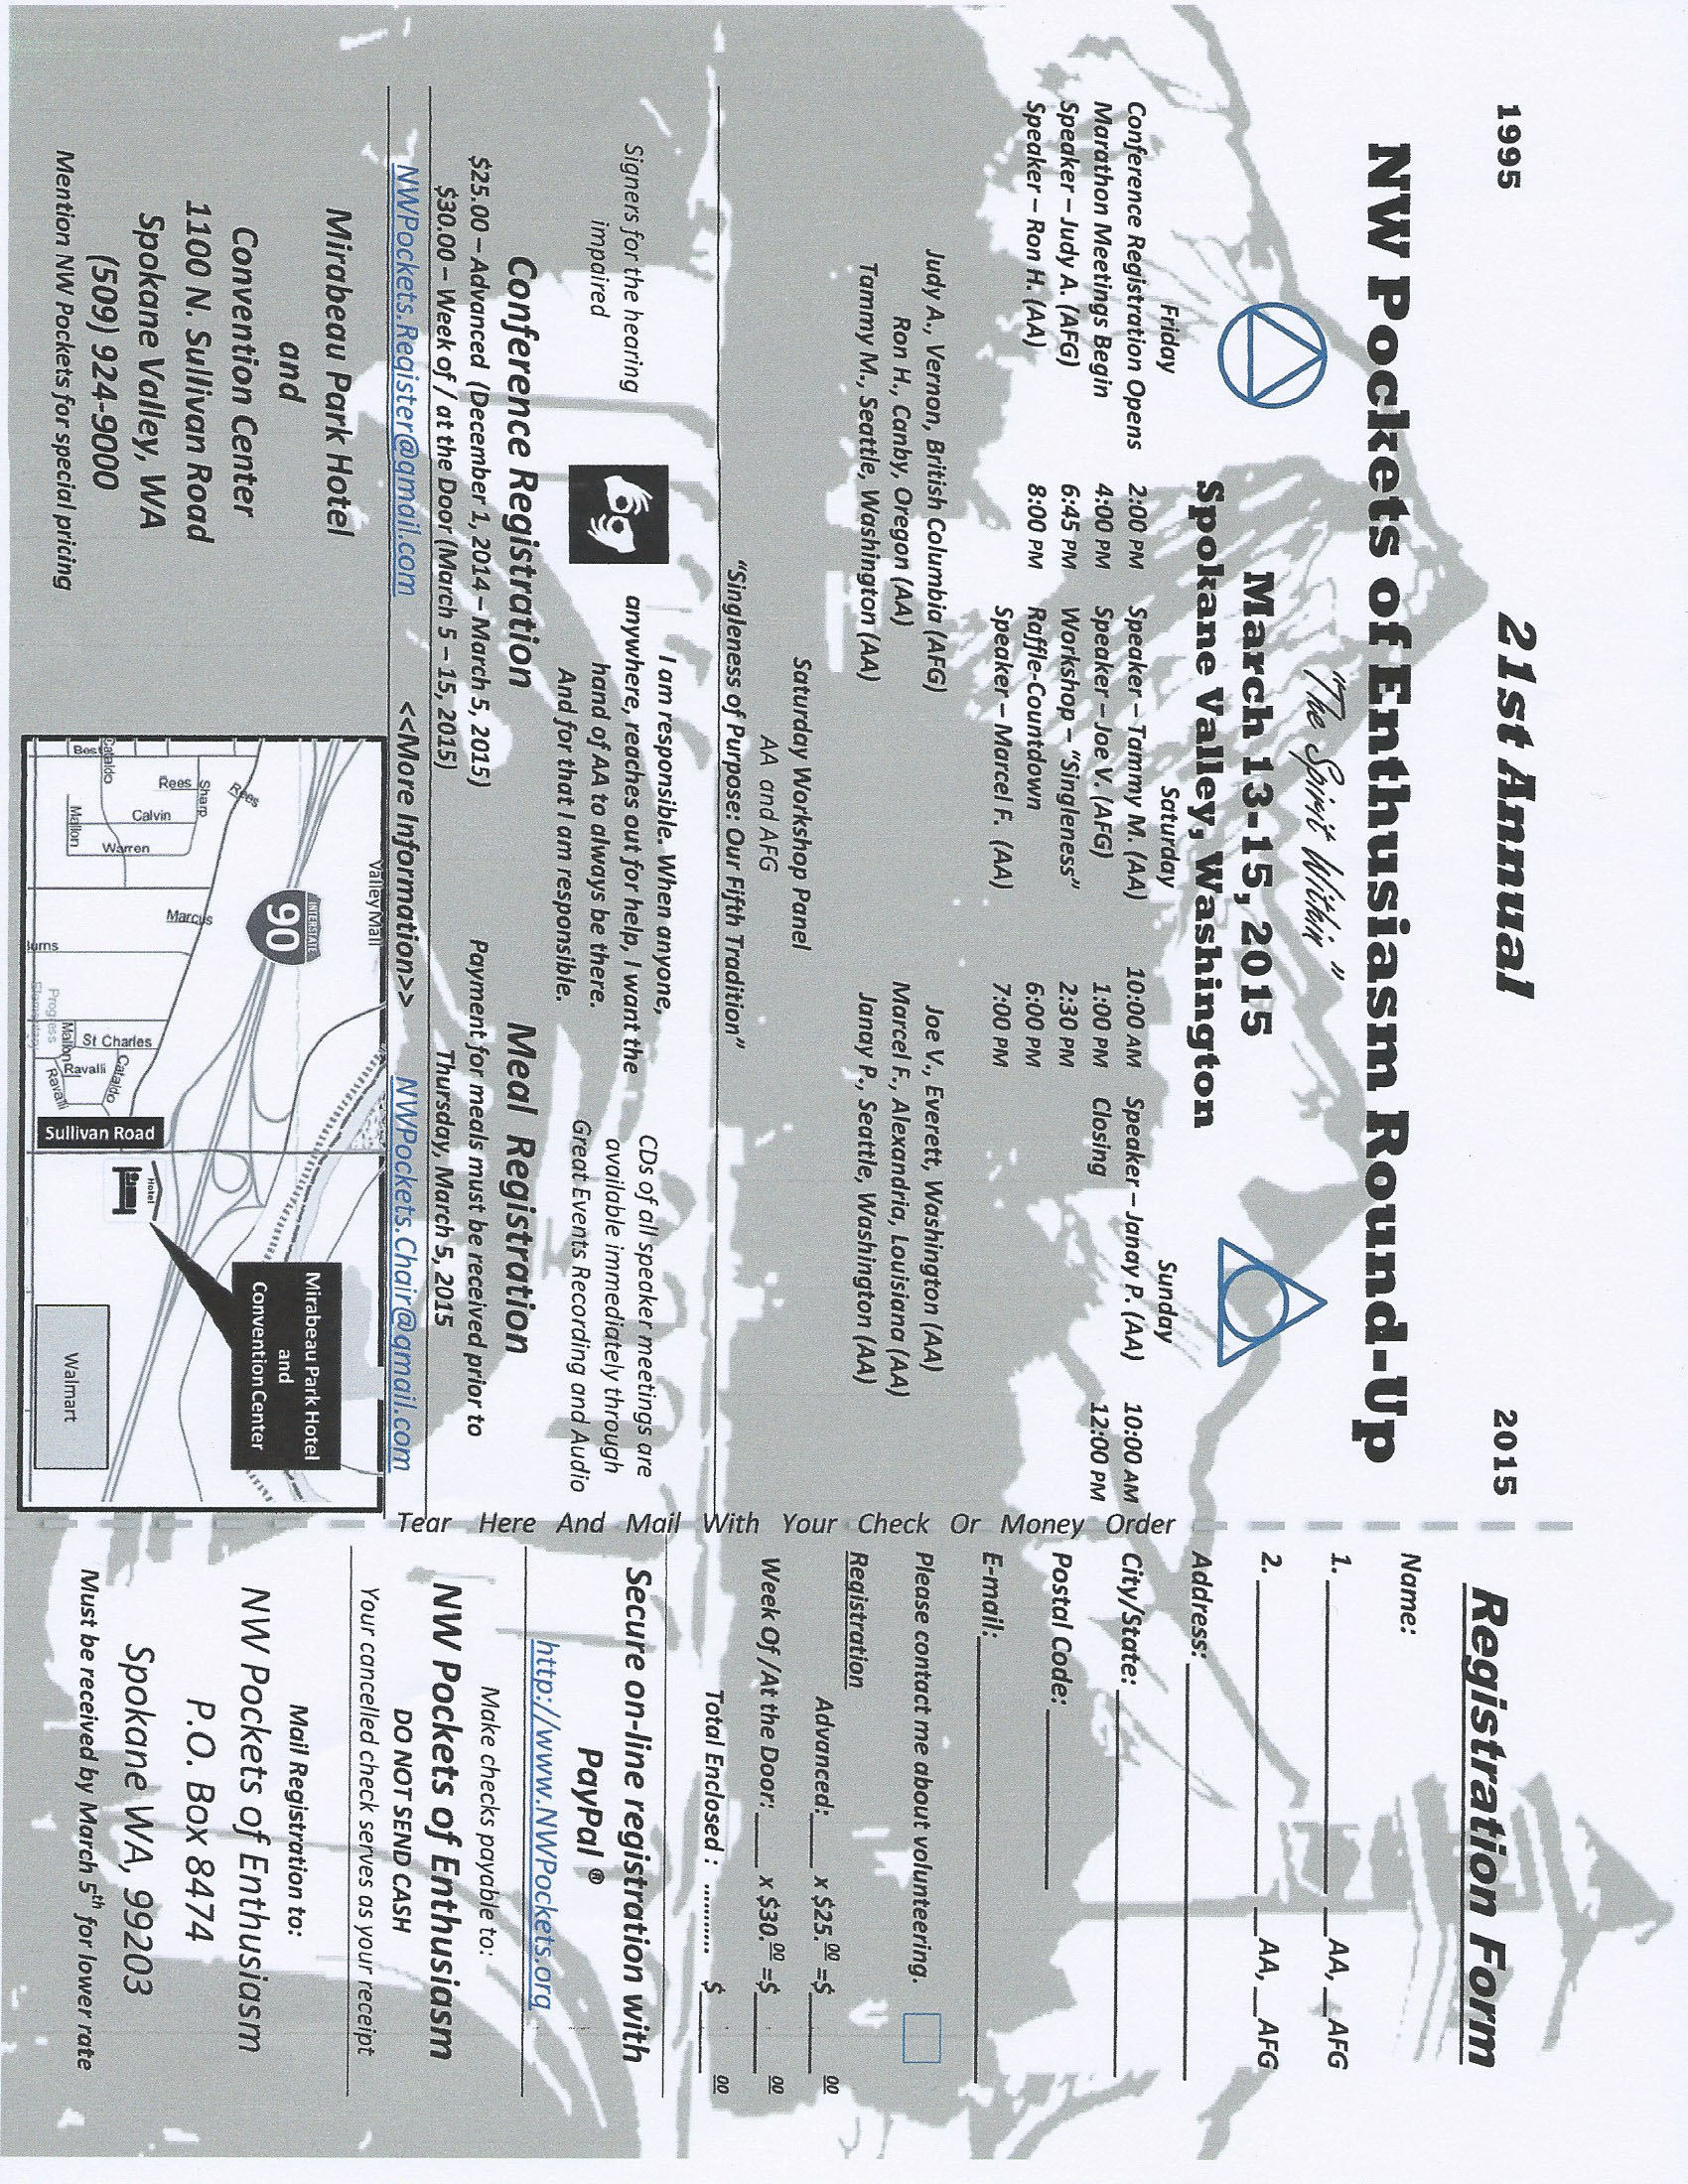 1995 21st Annual 2015
NW Pockets of Enthusiasm Round-Up
"The Spirit Within"
March 13-15, 2015
Spokane Valley, Washington
Friday Saturday Sunday
Conference Registration Opens 2:00 PM Speaker – Tammy M. (AA) 10:00 AM Speaker – Janay P. (AA) 10:00 AM
Marathon Meetings Begin 4:00 PM Speaker – Joe V. (AFG) 1:00 PM Closing 12:00 PM
Speaker – Judy A. (AFG) 6:45 PM Workshop – "Singleness" 2:30 PM
Speaker – Ron H. (AA) 8:00 PM Raffle-Countdown 6:00 PM
Speaker – Marcel F. (AA) 7:00 PM
Judy A., Vernon, British Columbia (AFG) Joe V., Everett, Washington (AA)
Ron H., Canby, Oregon (AA) Marcel F., Alexandria, Louisiana (AA)
Tammy M., Seattle, Washington (AA) Janay P., Seattle, Washington (AA)
Saturday Workshop Panel
AA and AFG
"Singleness of Purpose: Our Fifth Tradition"
Signers for the hearing
impaired
I am responsible. When anyone,
anywhere, reaches out for help, I want the
hand of AA to always be there.
And for that I am responsible.
CDs of all speaker meetings are
available immediately through
Great Events Recording and Audio
Conference Registration
$25.00 – Advanced (December 1, 2014 – March 5, 2015)
$30.00 – Week of / at the Door (March 5 – 15, 2015)
Meal Registration
Payment for meals must be received prior to
Thursday, March 5, 2015
NWPockets.Register@gmail.com <<More Information>> NWPockets.Chair@gmail.com
Mirabeau Park Hotel
and
Convention Center
1100 N. Sullivan Road
Spokane Valley, WA
(509) 924-9000
Mention NW Pockets for special pricing
Valley Mall
INTERSTATE
90
Rees
Sharp
Rees
Calvin
Warren
Mallon
Cataldo
Best
Marcus
Burns
Progress
Elementary
St Charles
Mallon
Ravalli
Cataldo
Ravalli
Sullivan Road
Hotel
Mirabeau Park Hotel
and
Convention Center
Walmart
Tear Here And Mail With Your Check Or Money Order
Registration Form
Name:
1. ____ __AA, __AFG
2. ____ __AA, __AFG
Address: ____
City/State: ____
Postal Code: ____
E-mail: ____
Please contact me about volunteering.
Registration
Advanced:____ x $25.00 =$____00
Week Of /At the Door:____ x $30.00 =$____00
Total Enclosed : .......... $____00
Secure on-line registration with
PayPal ®
http://www.NWPockets.org
Make checks payable to:
NW Pockets of Enthusiasm
DO NOT SEND CASH
Your cancelled check serves as your receipt
Mail Registration to:
NW Pockets of Enthusiasm
P.O. Box 8474
Spokane WA, 99203
Must be received by March 5th for lower rate